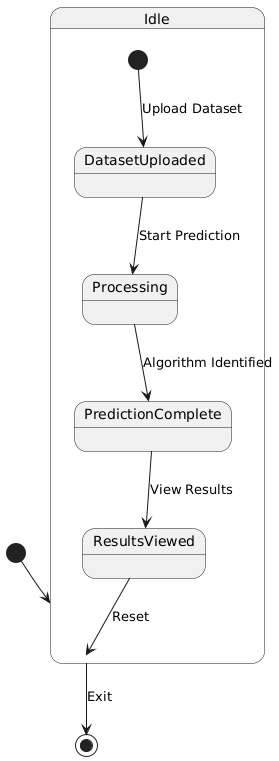 Idle
Upload Dataset
DatasetUploaded
Start Prediction
Processing
Algorithm Identified
PredictionComplete
View Results
ResultsViewed
Reset
Exit